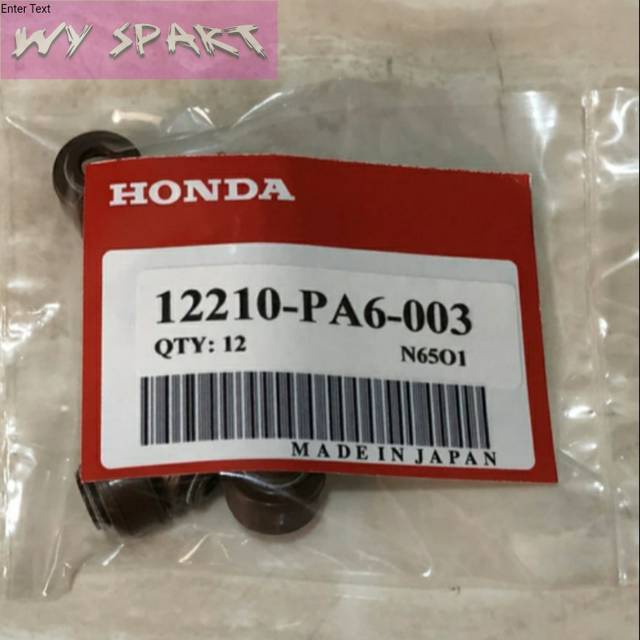 Enter Text
WY SPART
HONDA
12210-PA6-003
QTY: 12
N65O1
MADE IN JAPAN